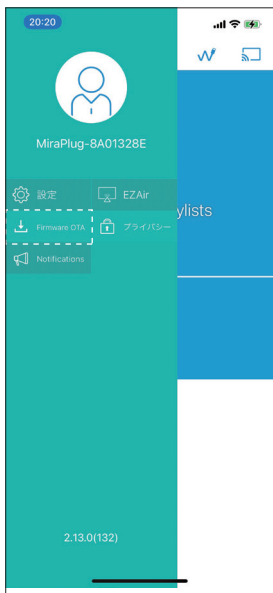 20:20
MiraPlug-8A01328E
設定
EZAir
ylists
Firmware OTA
プライバシー
Notifications
2.13.0(132)